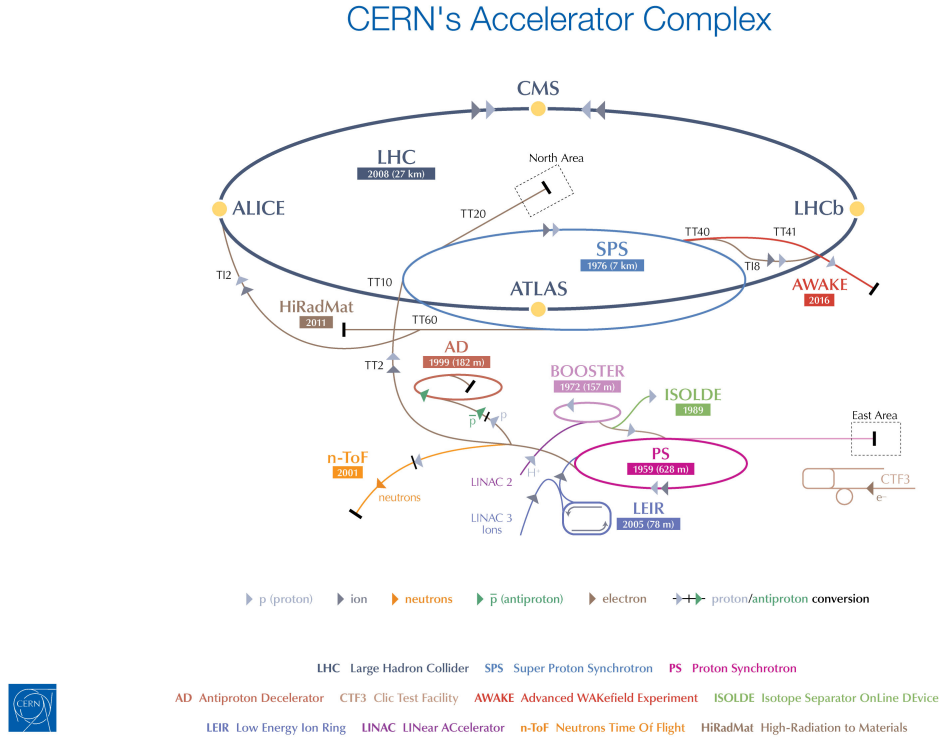 CERN's Accelerator Complex
CMS
LHC
2008 (27 km)
North Area
ALICE
LHCb
TT20
TT40
TT41
SPS
1976 (7 km)
TI8
TI2
TT10
ATLAS
AWAKE
2016
HiRadMat
2011
TT60
TT2
AD
1999 (182 m)
BOOSTER
1972 (157 m)
ISOLDE
1989
p̅
p
East Area
n-ToF
2001
neutrons
LINAC 2
H⁻
PS
1959 (628 m)
CTF3
e-
LINAC 3
Ions
LEIR
2005 (78 m)
p (proton) ion neutrons p̅ (antiproton) electron proton/antiproton conversion
LHC Large Hadron Collider SPS Super Proton Synchrotron PS Proton Synchrotron
AD Antiproton Decelerator CTF3 Clic Test Facility AWAKE Advanced WAKefield Experiment ISOLDE Isotope Separator OnLine DEvice
LEIR Low Energy Ion Ring LINAC LINear ACcelerator n-ToF Neutrons Time Of Flight HiRadMat High-Radiation to Materials
CERN